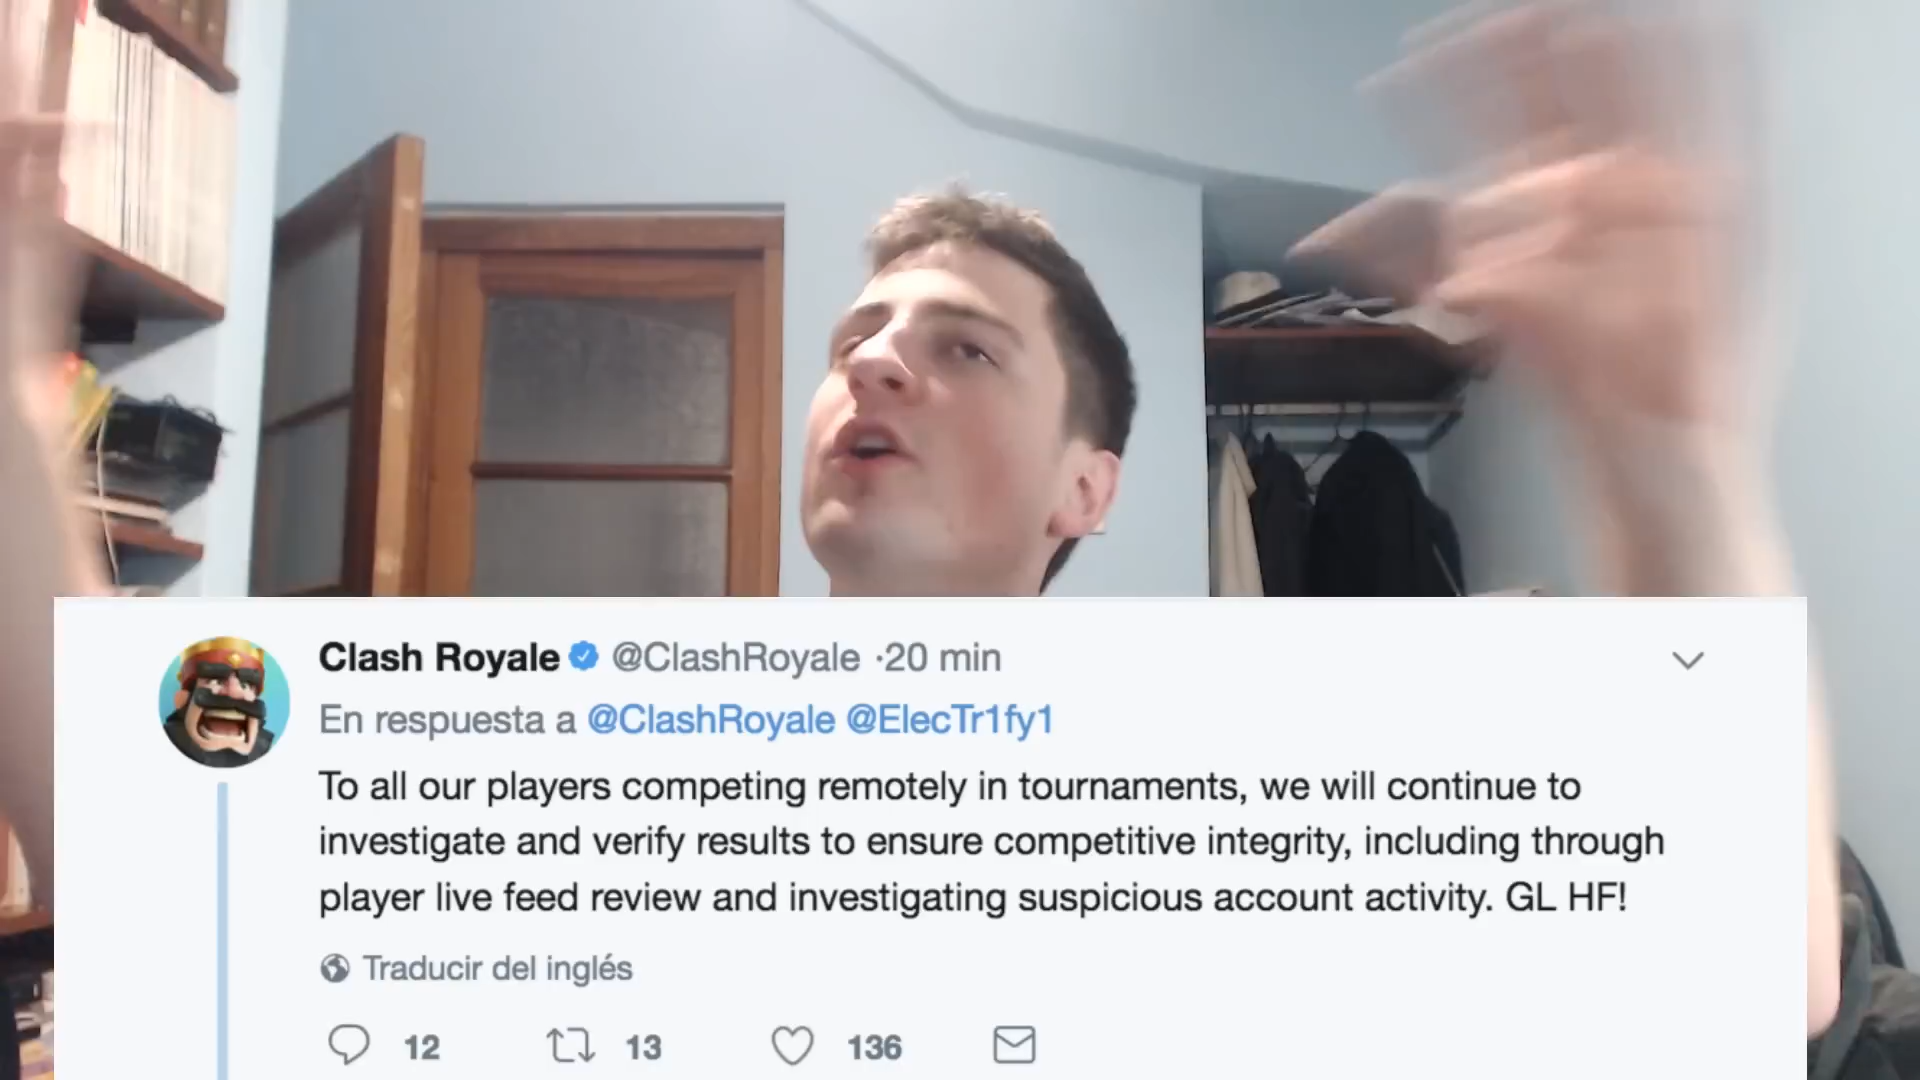 Clash Royale @ClashRoyale ·20 min
En respuesta a @ClashRoyale @ElecTr1fy1
To all our players competing remotely in tournaments, we will continue to
investigate and verify results to ensure competitive integrity, including through
player live feed review and investigating suspicious account activity. GL HF!
Traducir del inglés
12 13 136